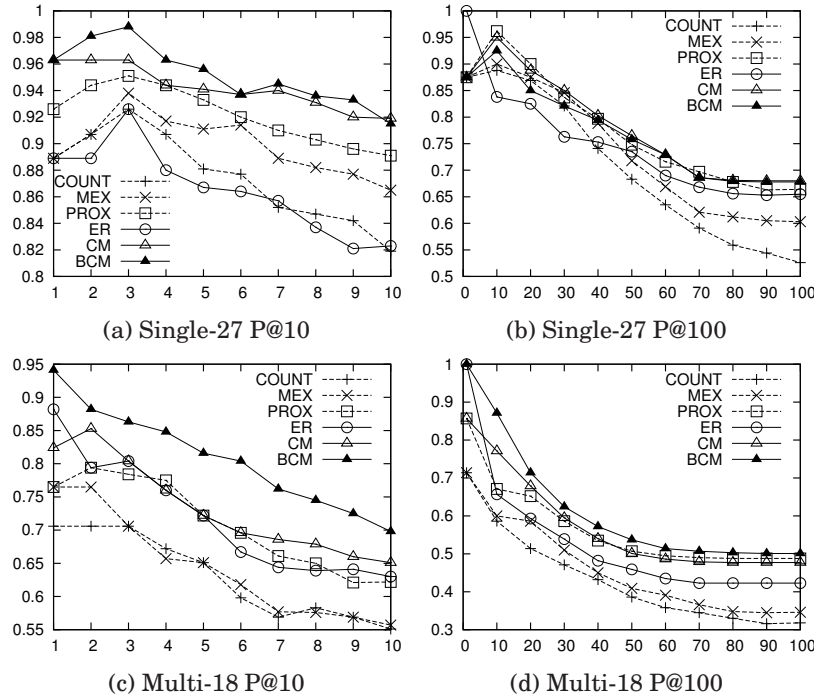 1
0.98
0.96
0.94
0.92
0.9
0.88
0.86
0.84
0.82
0.8
COUNT
MEX
PROX
ER
CM
BCM
1 2 3 4 5 6 7 8 9 10
(a) Single-27 P@10
1
0.95
0.9
0.85
0.8
0.75
0.7
0.65
0.6
0.55
0.5
COUNT
MEX
PROX
ER
CM
BCM
0 10 20 30 40 50 60 70 80 90 100
(b) Single-27 P@100
0.95
0.9
0.85
0.8
0.75
0.7
0.65
0.6
0.55
COUNT
MEX
PROX
ER
CM
BCM
1 2 3 4 5 6 7 8 9 10
(c) Multi-18 P@10
1
0.9
0.8
0.7
0.6
0.5
0.4
0.3
COUNT
MEX
PROX
ER
CM
BCM
0 10 20 30 40 50 60 70 80 90 100
(d) Multi-18 P@100